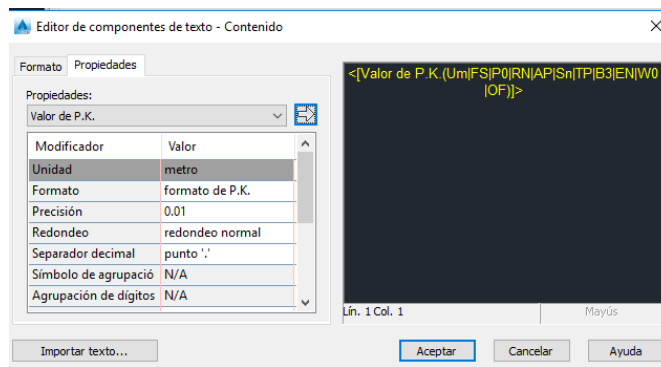 Editor de componentes de texto - Contenido
Formato Propiedades
Propiedades:
Valor de P.K.
Modificador Valor
Unidad metro
Formato formato de P.K.
Precisión 0.01
Redondeo redondeo normal
Separador decimal punto '.'
Símbolo de agrupació N/A
Agrupación de dígitos N/A
<[Valor de P.K.(Um|FS|P0|RN|AP|Sn|TP|B3|EN|W0
|OF)]>
Lín. 1 Col. 1 Mayús
Importar texto... Aceptar Cancelar Ayuda